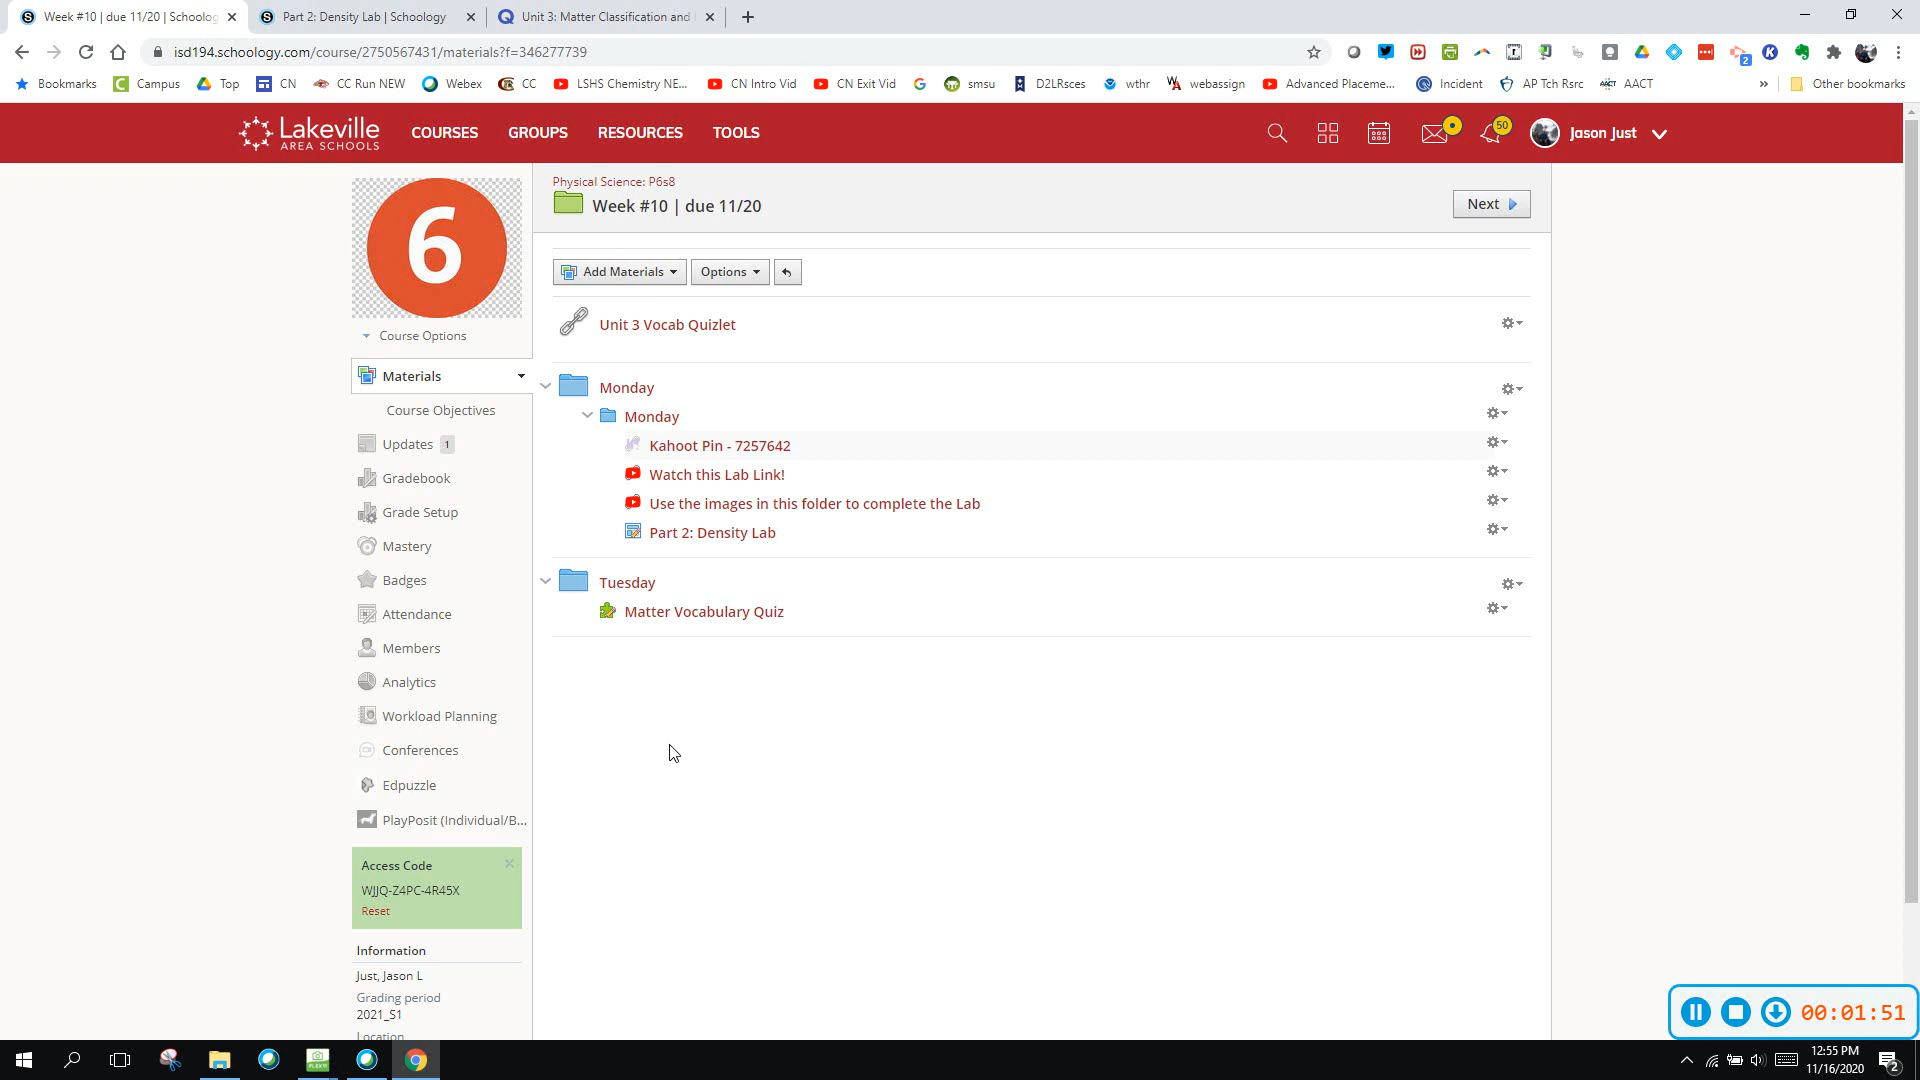 Week #10 | due 11/20 | Schoolog
Part 2: Density Lab | Schoology
Unit 3: Matter Classification and
isd194.schoology.com/course/2750567431/materials?f=346277739
Bookmarks
Campus
Top
CN
CC Run NEW
Webex
CC
LSHS Chemistry NE...
CN Intro Vid
CN Exit Vid
smsu
D2LRsces
wthr
webassign
Advanced Placeme...
Incident
AP Tch Rsrc
AACT
Other bookmarks
Lakeville
AREA SCHOOLS
COURSES
GROUPS
RESOURCES
TOOLS
50
Jason Just
6
Course Options
Materials
Course Objectives
Updates 1
Gradebook
Grade Setup
Mastery
Badges
Attendance
Members
Analytics
Workload Planning
Conferences
Edpuzzle
PlayPosit (Individual/B...
Access Code
WJJQ-Z4PC-4R45X
Reset
Information
Just, Jason L
Grading period
2021_S1
Location
Physical Science: P6s8
Week #10 | due 11/20
Next
Add Materials
Options
Unit 3 Vocab Quizlet
Monday
Monday
Kahoot Pin - 7257642
Watch this Lab Link!
Use the images in this folder to complete the Lab
Part 2: Density Lab
Tuesday
Matter Vocabulary Quiz
00:01:51
12:55 PM
11/16/2020
2